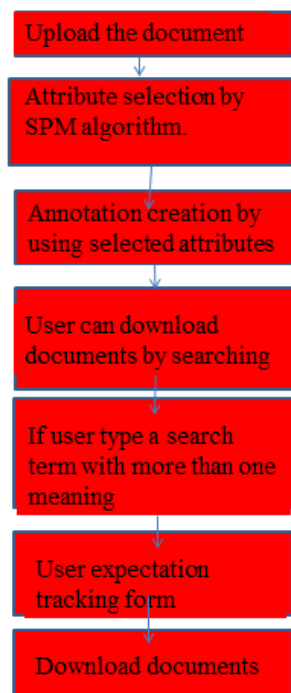 Upload the document
Attribute selection by
SPM algorithm.
Annotation creation by
using selected attributes
User can download
documents by searching
If user type a search
term with more than one
meaning
User expectation
tracking form
Download documents